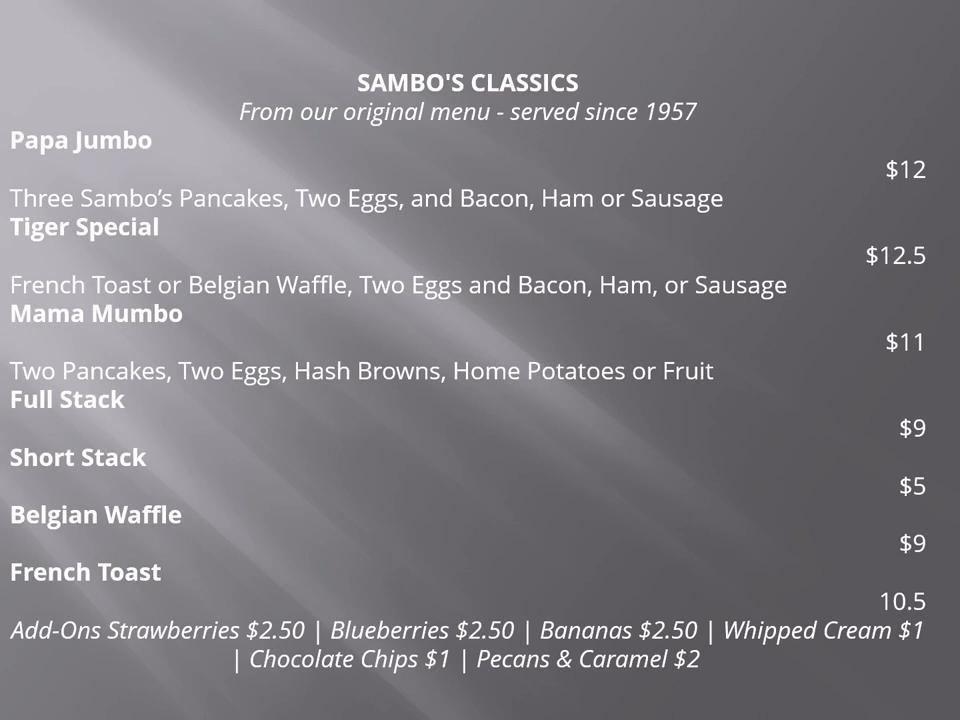 SAMBO'S CLASSICS
From our original menu - served since 1957
Papa Jumbo
$12
Three Sambo’s Pancakes, Two Eggs, and Bacon, Ham or Sausage
Tiger Special
$12.5
French Toast or Belgian Waffle, Two Eggs and Bacon, Ham, or Sausage
Mama Mumbo
$11
Two Pancakes, Two Eggs, Hash Browns, Home Potatoes or Fruit
Full Stack
$9
Short Stack
$5
Belgian Waffle
$9
French Toast
10.5
Add-Ons Strawberries $2.50 | Blueberries $2.50 | Bananas $2.50 | Whipped Cream $1
| Chocolate Chips $1 | Pecans & Caramel $2